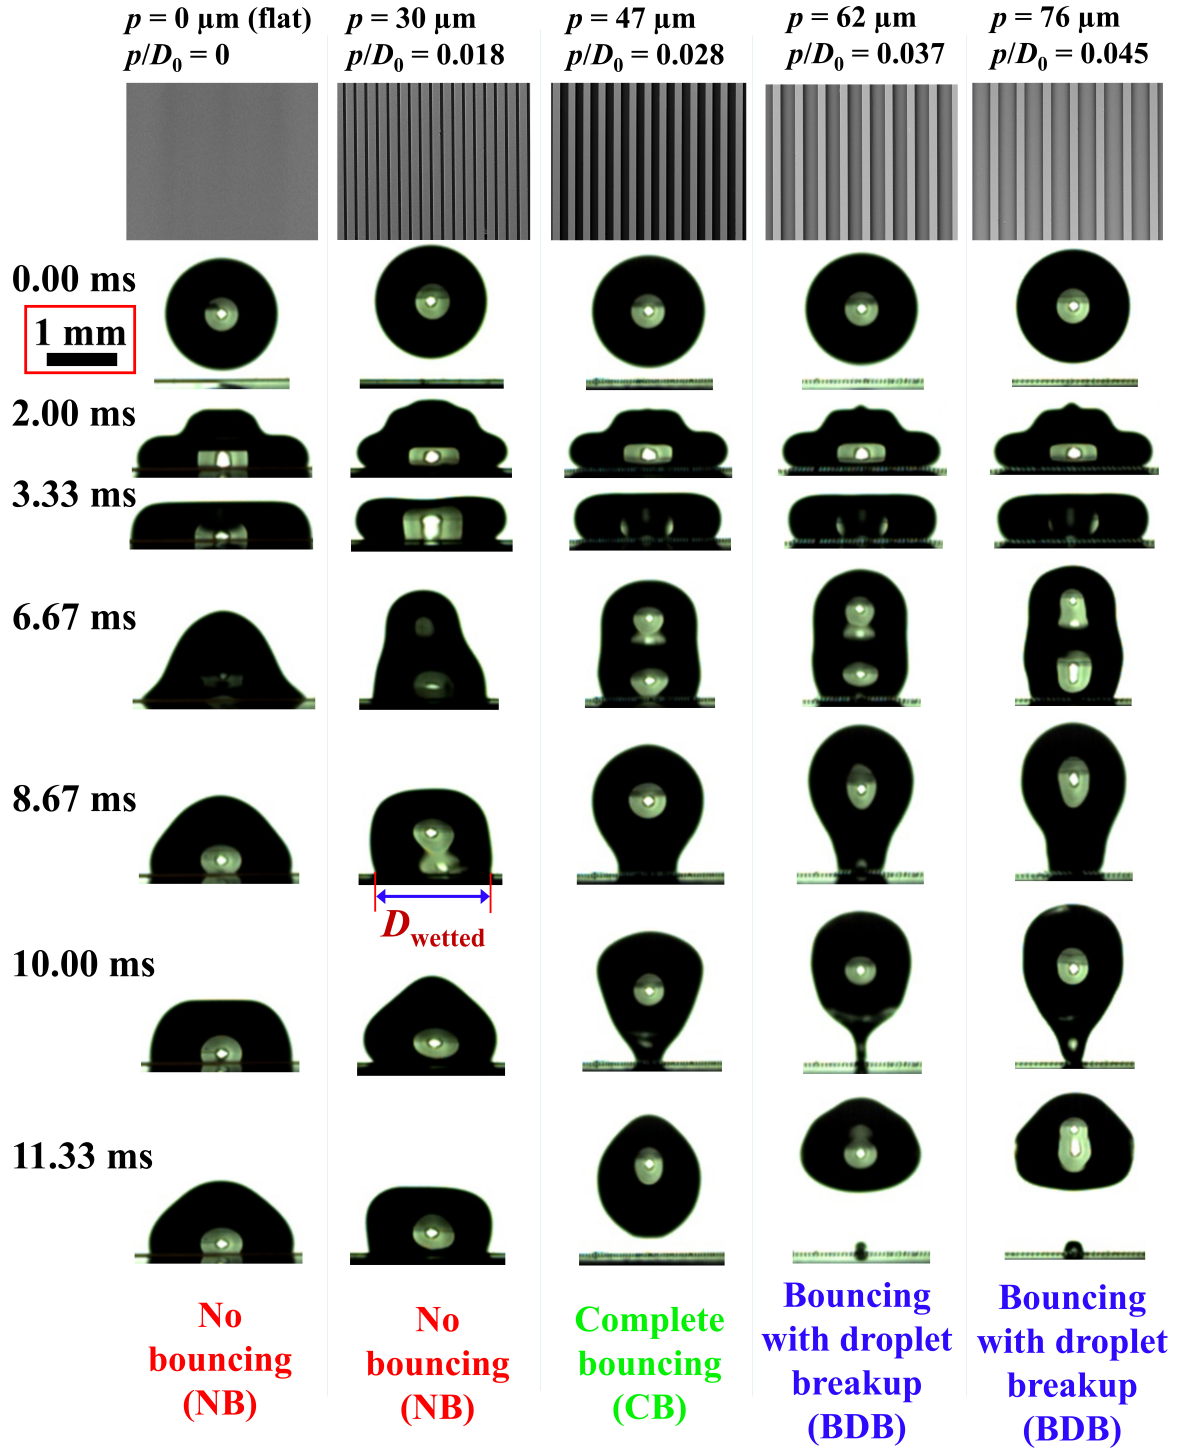 p = 0 µm (flat)
p/D0 = 0
p = 30 µm
p/D0 = 0.018
p = 47 µm
p/D0 = 0.028
p = 62 µm
p/D0 = 0.037
p = 76 µm
p/D0 = 0.045
0.00 ms
1 mm
2.00 ms
3.33 ms
6.67 ms
8.67 ms
Dwetted
10.00 ms
11.33 ms
No
bouncing
(NB)
No
bouncing
(NB)
Complete
bouncing
(CB)
Bouncing
with droplet
breakup
(BDB)
Bouncing
with droplet
breakup
(BDB)